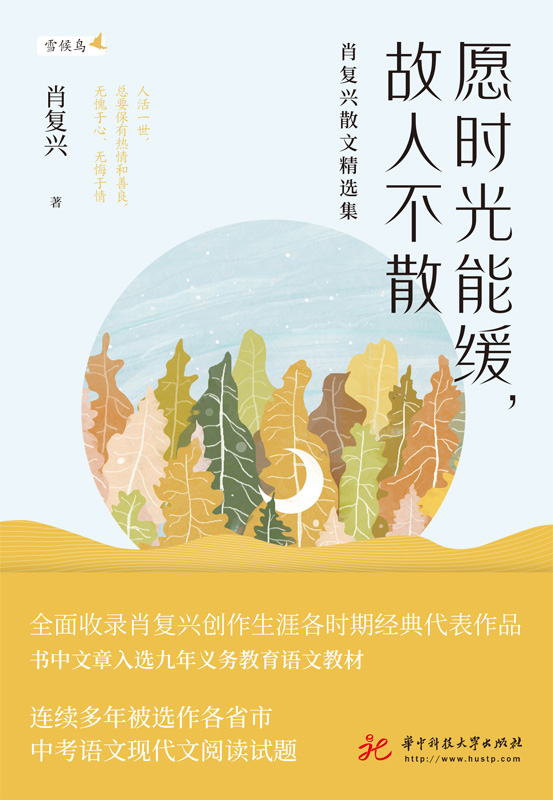 雪候鸟
愿时光能缓，
故人不散
肖复兴散文精选集
人活一世，
总要保有热情和善良，
无愧于心，无悔于情
肖复兴 著
全面收录肖复兴创作生涯各时期经典代表作品
书中文章入选九年义务教育语文教材
连续多年被选作各省市
中考语文现代文阅读试题
华中科技大学出版社
http://www.hustp.com